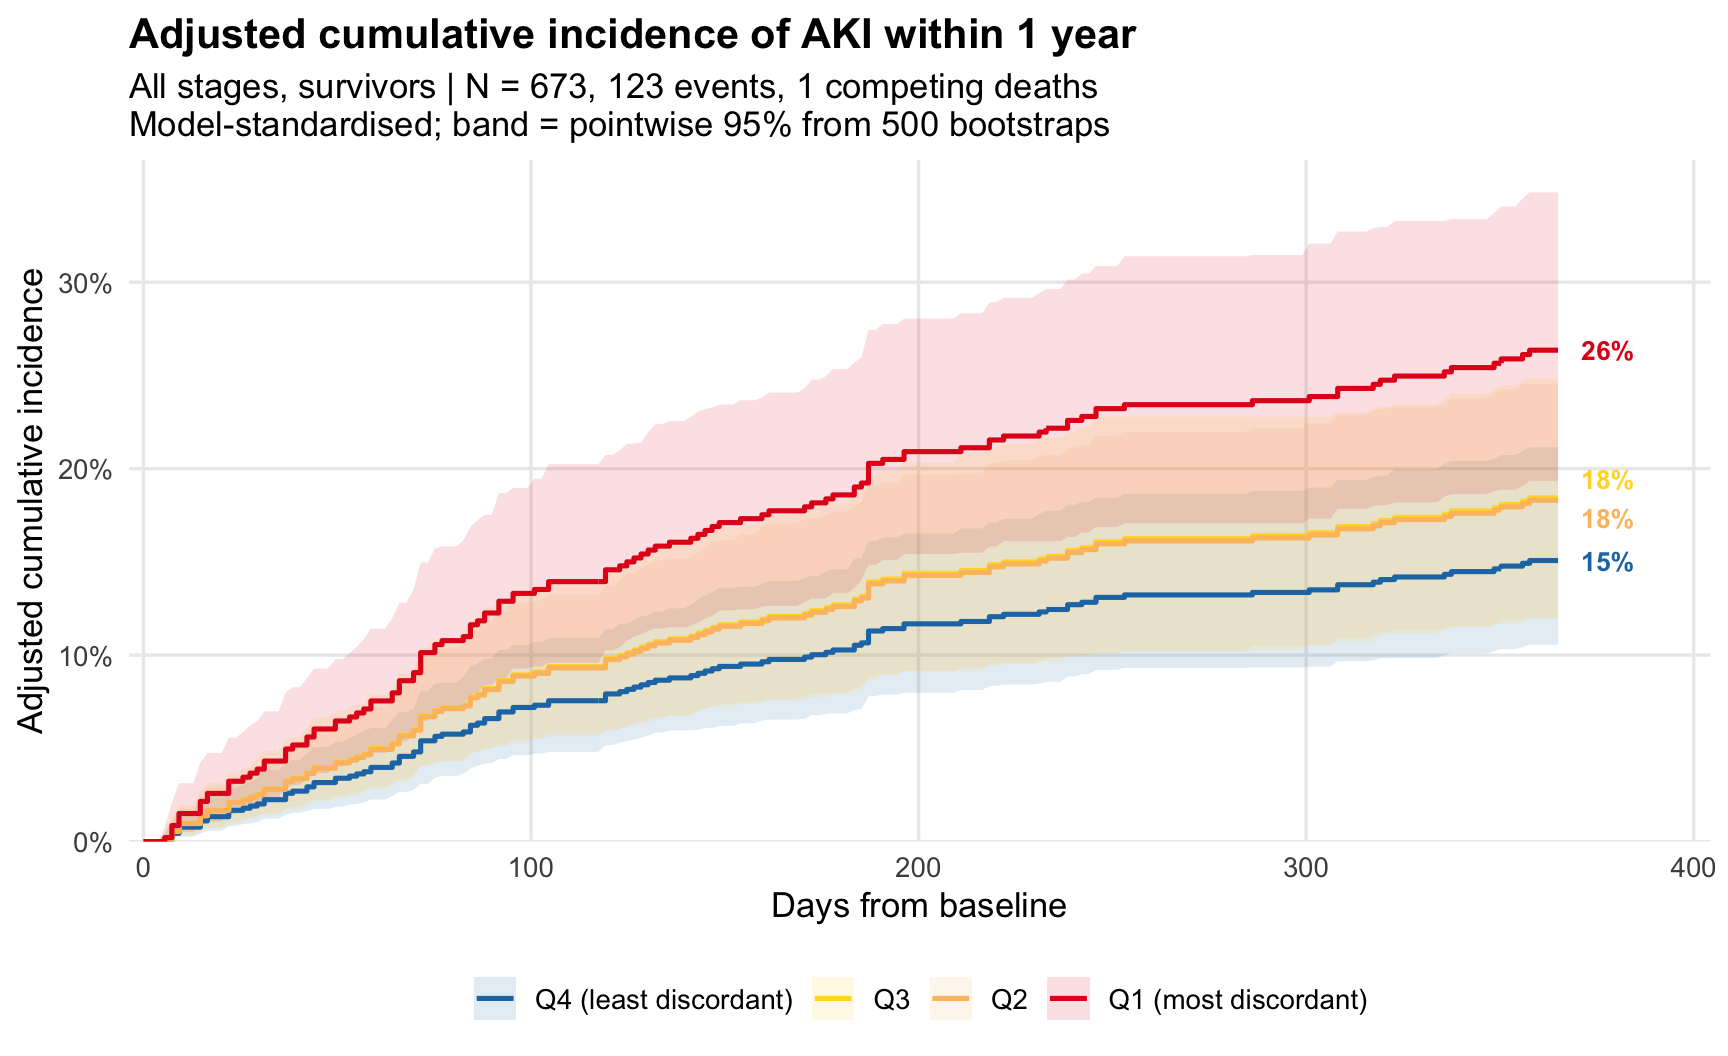 Adjusted cumulative incidence of AKI within 1 year
All stages, survivors | N = 673, 123 events, 1 competing deaths
Model-standardised; band = pointwise 95% from 500 bootstraps
Adjusted cumulative incidence
30%
20%
10%
0%
26%
18%
18%
15%
0 100 200 300 400
Days from baseline
Q4 (least discordant) Q3 Q2 Q1 (most discordant)